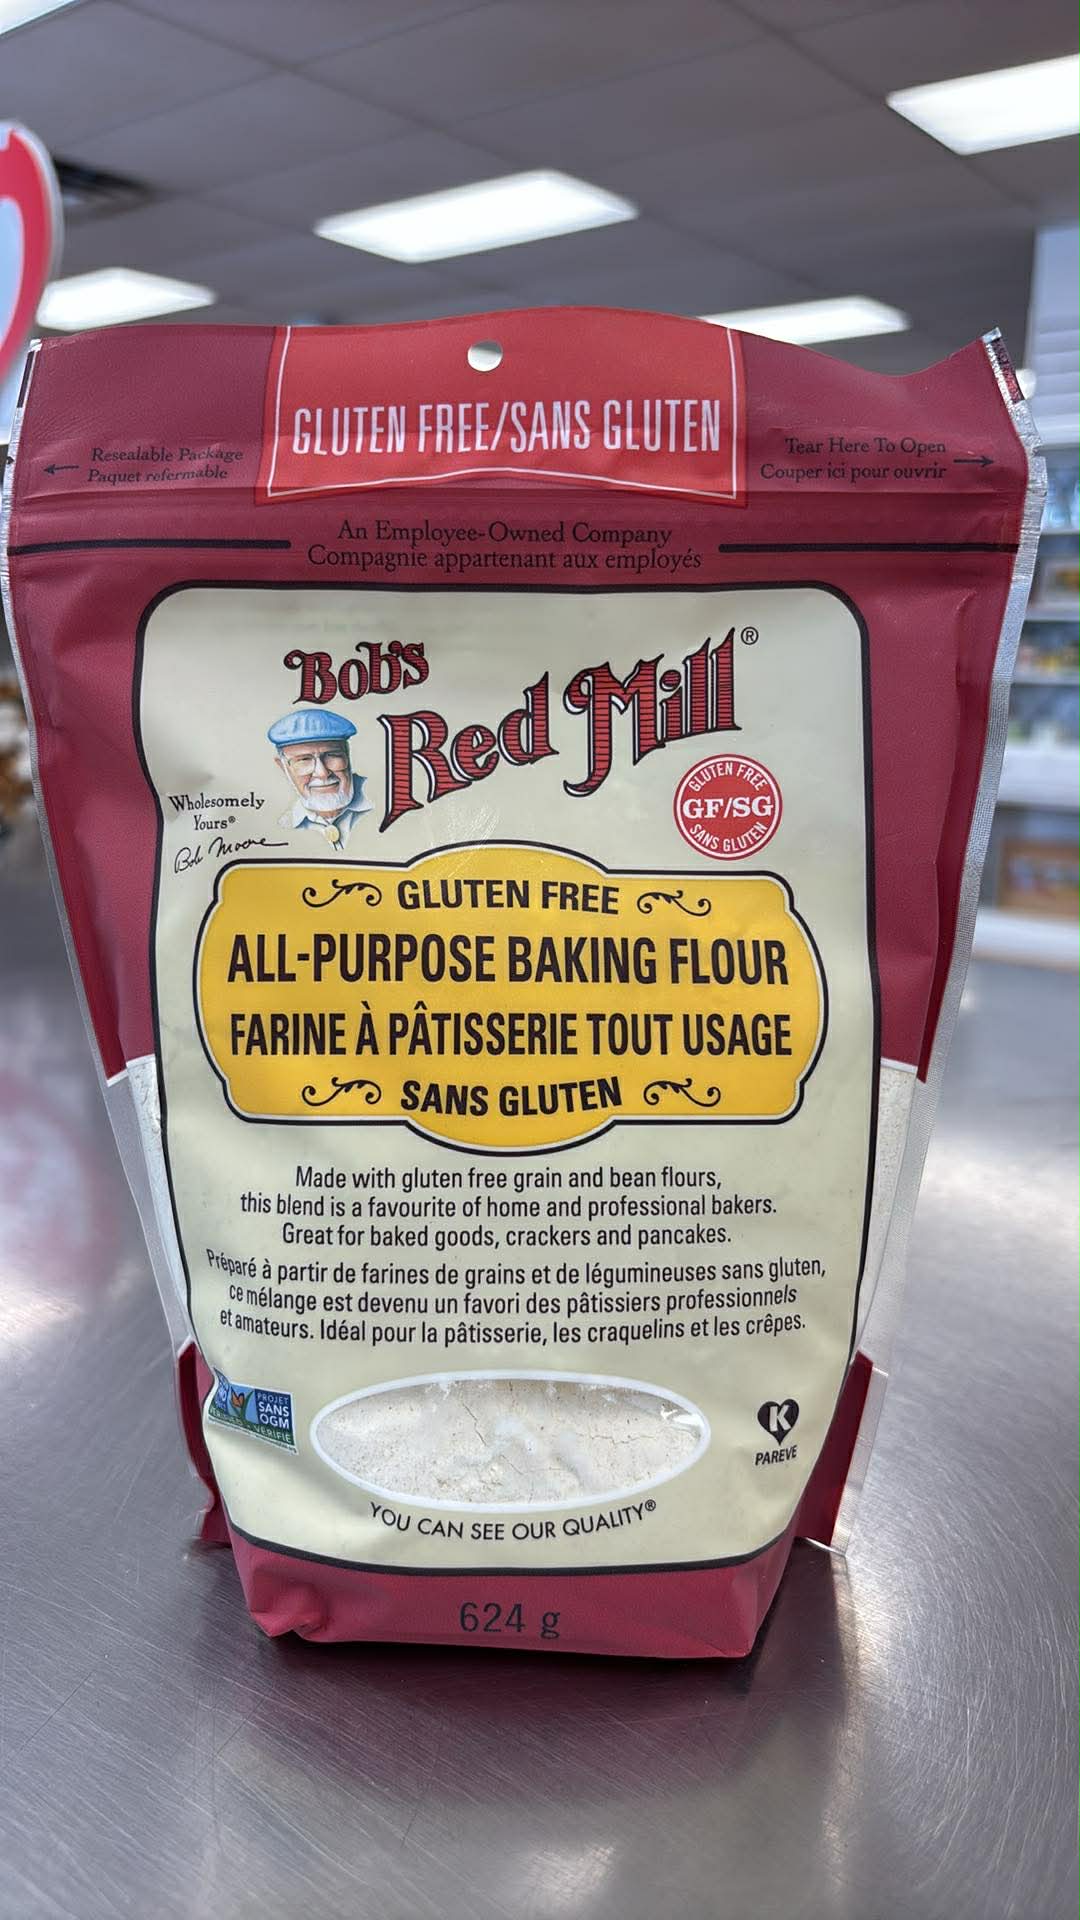 GLUTEN FREE/SANS GLUTEN
Resealable Package
Paquet refermable
Tear Here To Open
Couper ici pour ouvrir
An Employee-Owned Company
Compagnie appartenant aux employés
Bob's
Red Mill®
Wholesomely
Yours®
Bob Moore
GLUTEN FREE
GF/SG
SANS GLUTEN
GLUTEN FREE
ALL-PURPOSE BAKING FLOUR
FARINE À PÂTISSERIE TOUT USAGE
SANS GLUTEN
Made with gluten free grain and bean flours,
this blend is a favourite of home and professional bakers.
Great for baked goods, crackers and pancakes.
Préparé à partir de farines de grains et de légumineuses sans gluten,
ce mélange est devenu un favori des pâtissiers professionnels
et amateurs. Idéal pour la pâtisserie, les craquelins et les crêpes.
PROJET
SANS
OGM
VÉRIFIÉ
K
PAREVE
YOU CAN SEE OUR QUALITY®
624 g